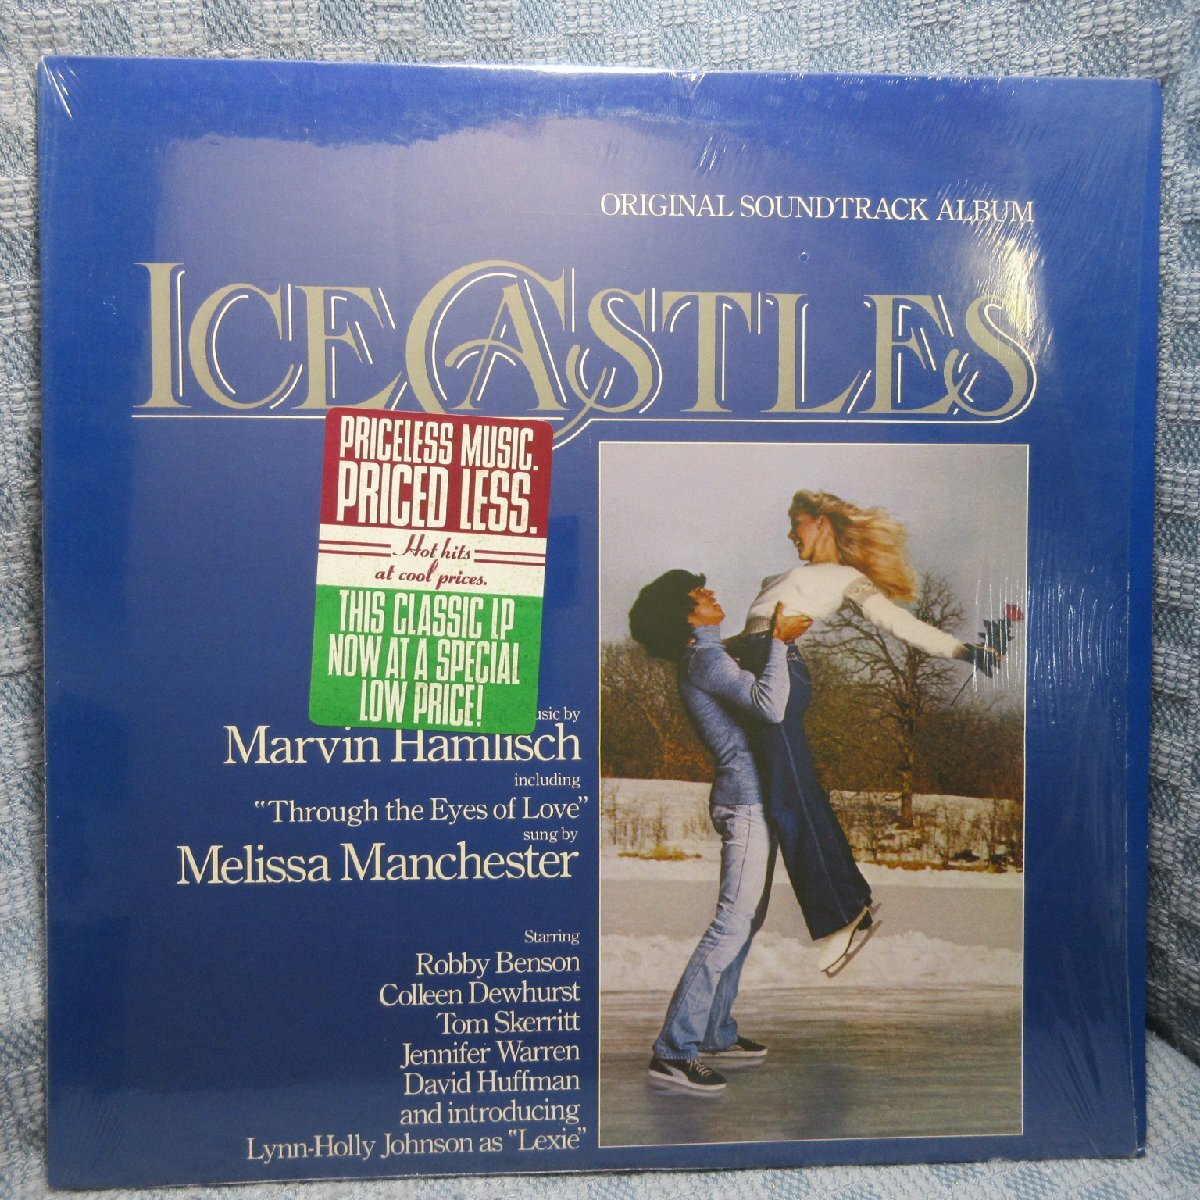 ORIGINAL SOUNDTRACK ALBUM
ICE CASTLES
PRICELESS MUSIC.
PRICED LESS.
Hot hits
at cool prices.
THIS CLASSIC LP
NOW AT A SPECIAL
LOW PRICE!
by
Marvin Hamlisch
including
"Through the Eyes of Love"
sung by
Melissa Manchester
Starring
Robby Benson
Colleen Dewhurst
Tom Skerritt
Jennifer Warren
David Huffman
and introducing
Lynn-Holly Johnson as "Lexie"